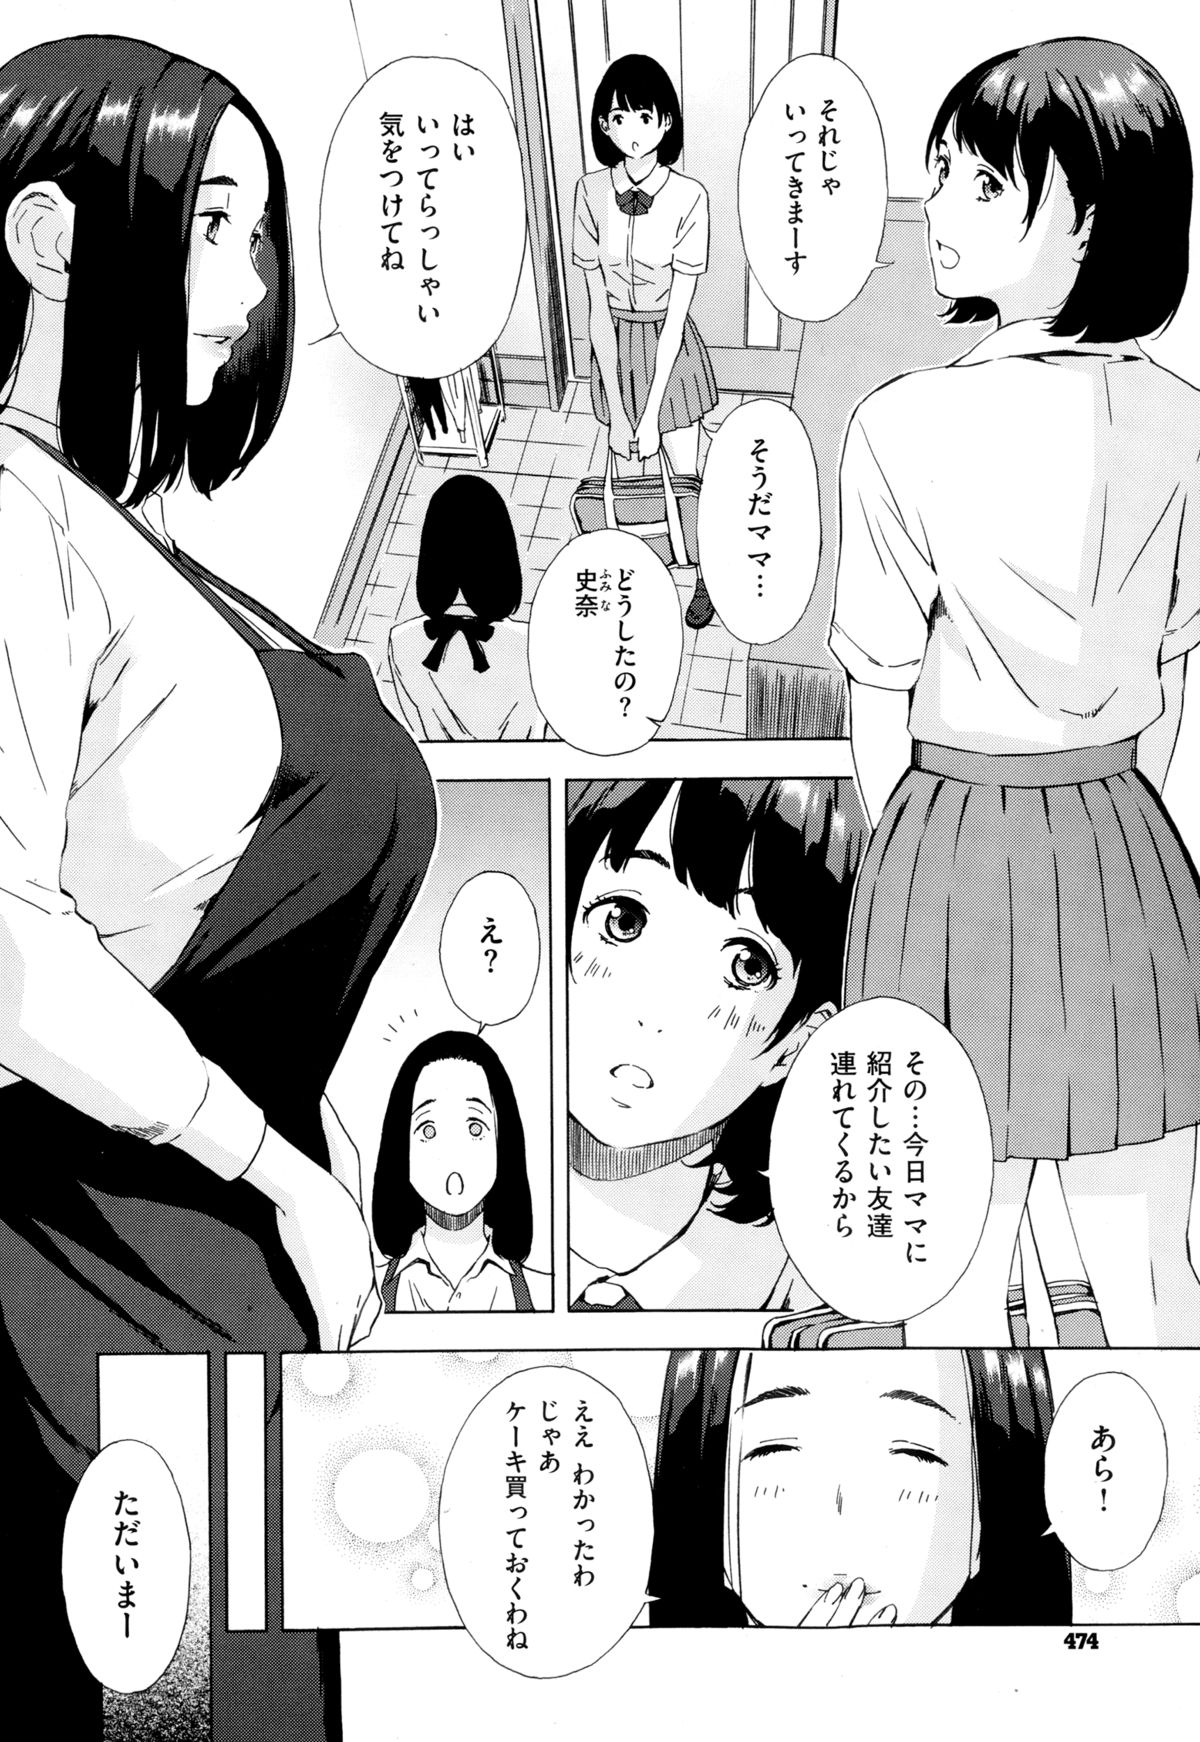 それじゃ
いってきまーす
はい
いってらっしゃい
気をつけてね
そうだママ…
どうしたの？
史奈
ふみな
その…今日ママに
紹介したい友達
連れてくるから
え？
あら！
ええ わかったわ
じゃあ
ケーキ買っておくわね
ただいまー
474